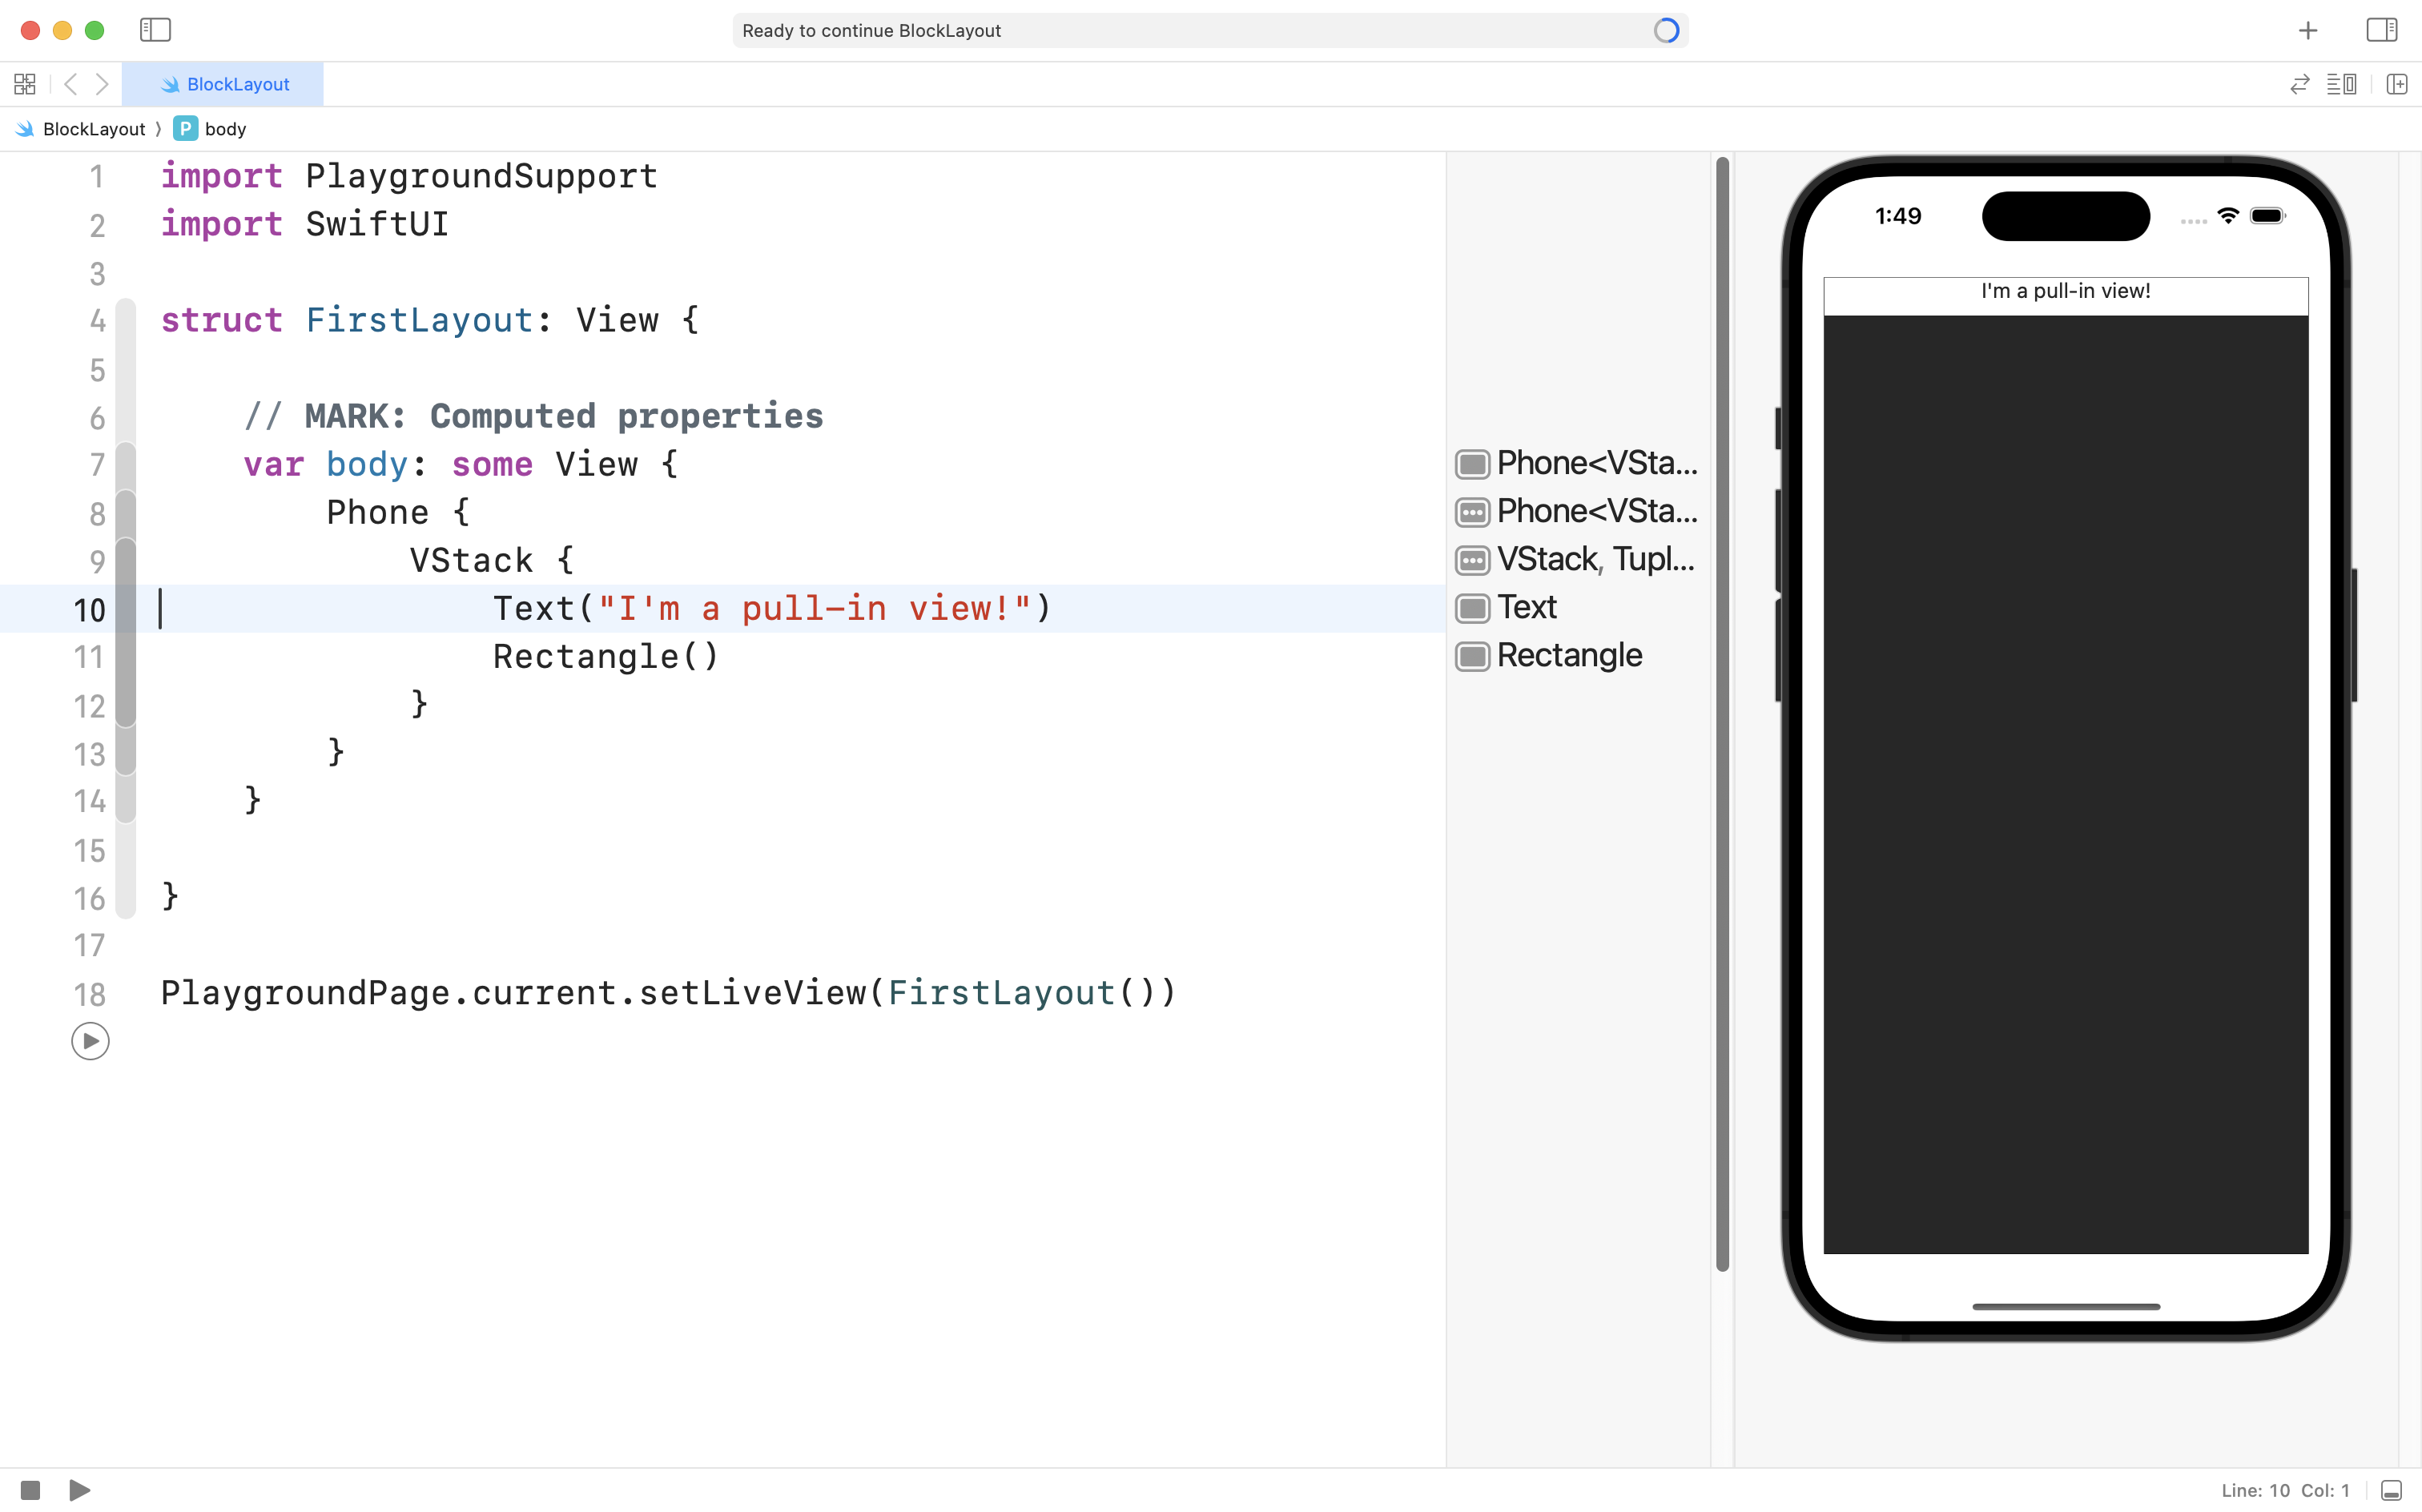 Ready to continue BlockLayout
BlockLayout
BlockLayout ⟩ P body
1 import PlaygroundSupport
2 import SwiftUI
3
4 struct FirstLayout: View {
5
6 // MARK: Computed properties
7 var body: some View {
8 Phone {
9 VStack {
10 Text("I'm a pull-in view!")
11 Rectangle()
12 }
13 }
14 }
15
16 }
17
18 PlaygroundPage.current.setLiveView(FirstLayout())
Phone<VSta...
Phone<VSta...
VStack, Tupl...
Text
Rectangle
1:49
I'm a pull-in view!
Line: 10 Col: 1